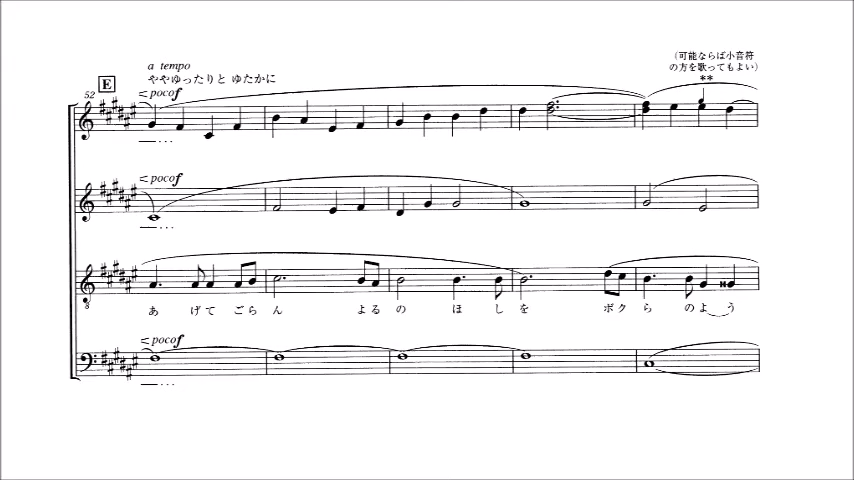 a tempo
ややゆったりと ゆたかに
(可能ならば小音符
の方を歌ってもよい)
**
E
52
poco f
poco f
8
あ げて ごら ん よる の ほ し を ボク ら のよ う
poco f